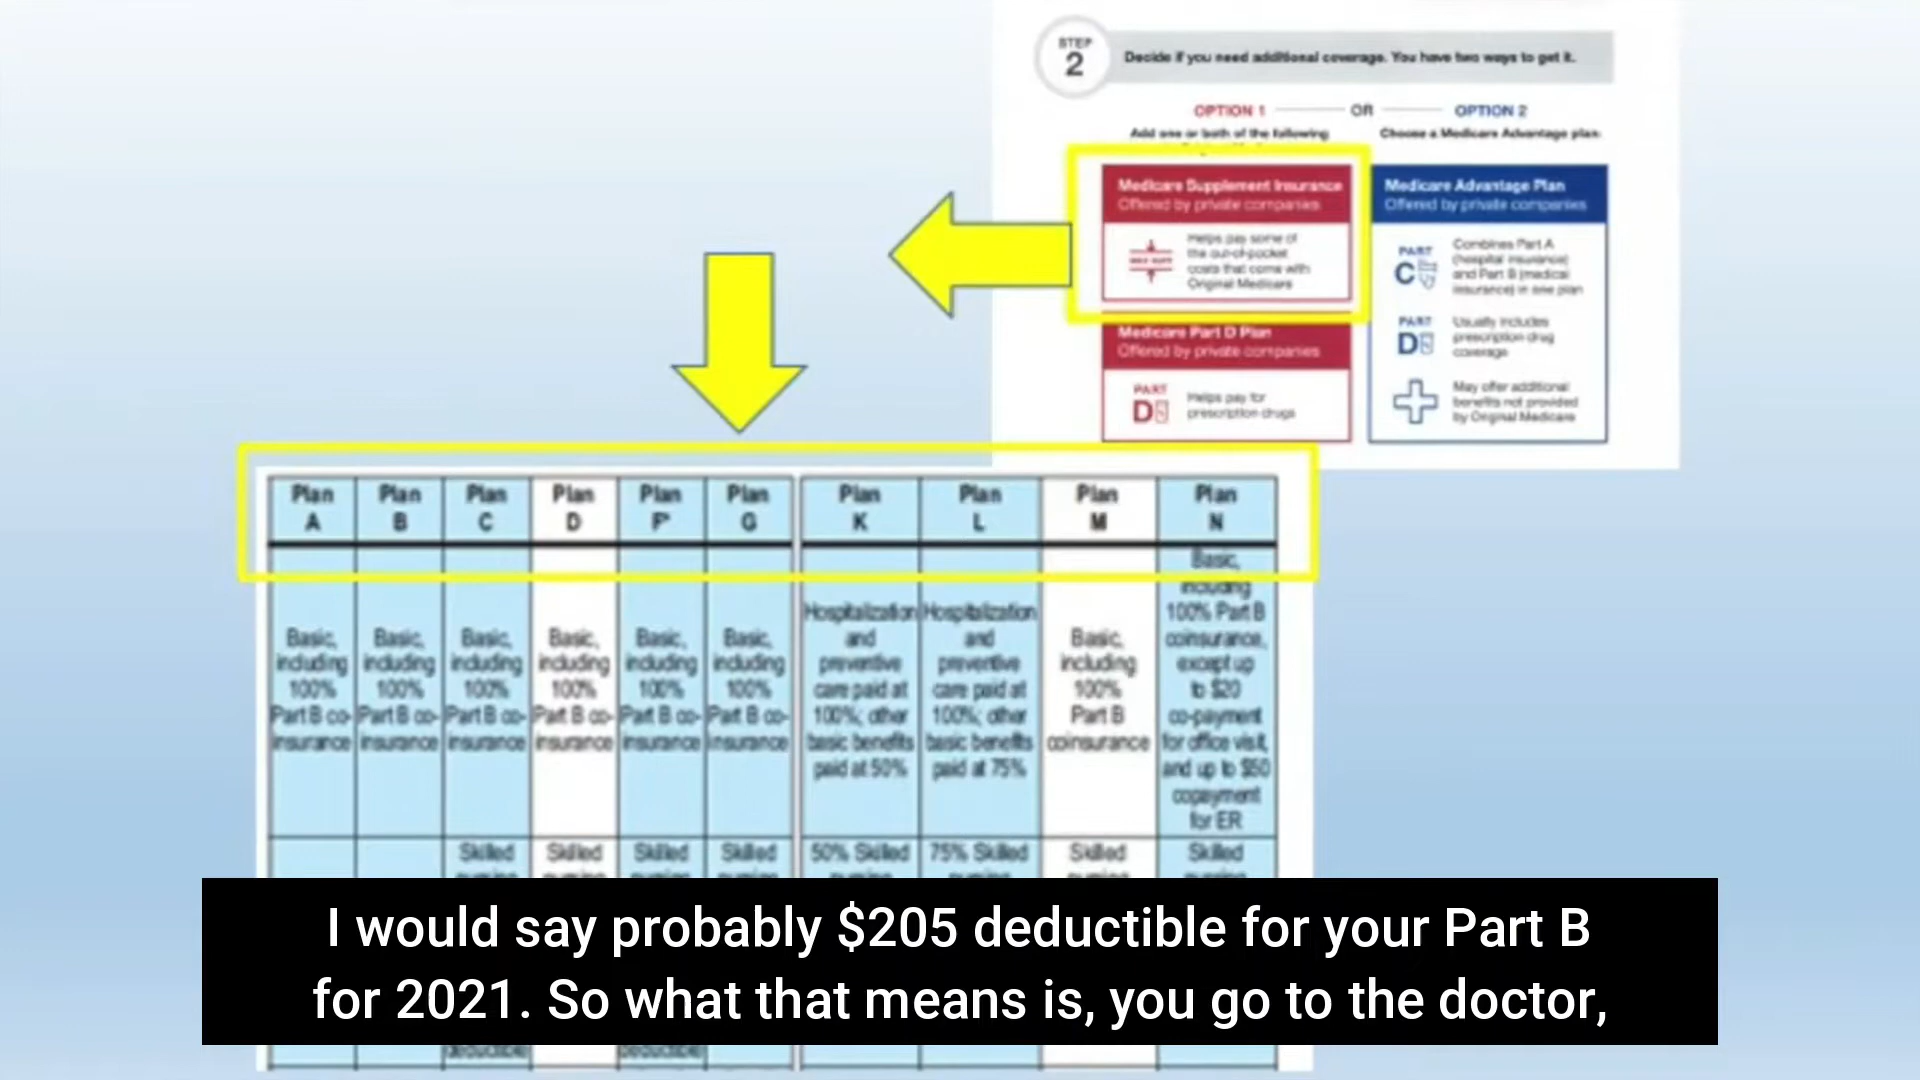 STEP
2
Decide if you need additional coverage. You have two ways to get it.
OPTION 1
OR
OPTION 2
Add one or both of the following
Choose a Medicare Advantage plan:
Medicare Supplement Insurance
Offered by private companies
Helps pay some of
the out-of-pocket
costs that come with
Original Medicare
Medicare Part D Plan
Offered by private companies
PART
D
Helps pay for
prescription drugs
Medicare Advantage Plan
Offered by private companies
PART
C
Combines Part A
(hospital insurance)
and Part B (medical
insurance) in one plan
PART
D
Usually includes
prescription drug
coverage
May offer additional
benefits not provided
by Original Medicare
Plan
A
Plan
B
Plan
C
Plan
D
Plan
F*
Plan
G
Plan
K
Plan
L
Plan
M
Plan
N
Basic,
including
100%
Part B co-
insurance
Basic,
including
100%
Part B co-
insurance
Basic,
including
100%
Part B co-
insurance
Basic,
including
100%
Part B co-
insurance
Basic,
including
100%
Part B co-
insurance
Basic,
including
100%
Part B co-
insurance
Hospitalization
and
preventive
care paid at
100%; other
basic benefits
paid at 50%
Hospitalization
and
preventive
care paid at
100%; other
basic benefits
paid at 75%
Basic,
including
100%
Part B
coinsurance
Basic,
including
100% Part B
coinsurance,
except up
to $20
co-payment
for office visit,
and up to $50
copayment
for ER
Skilled
Skilled
Skilled
Skilled
50% Skilled
75% Skilled
Skilled
Skilled
I would say probably $205 deductible for your Part B
for 2021. So what that means is, you go to the doctor,